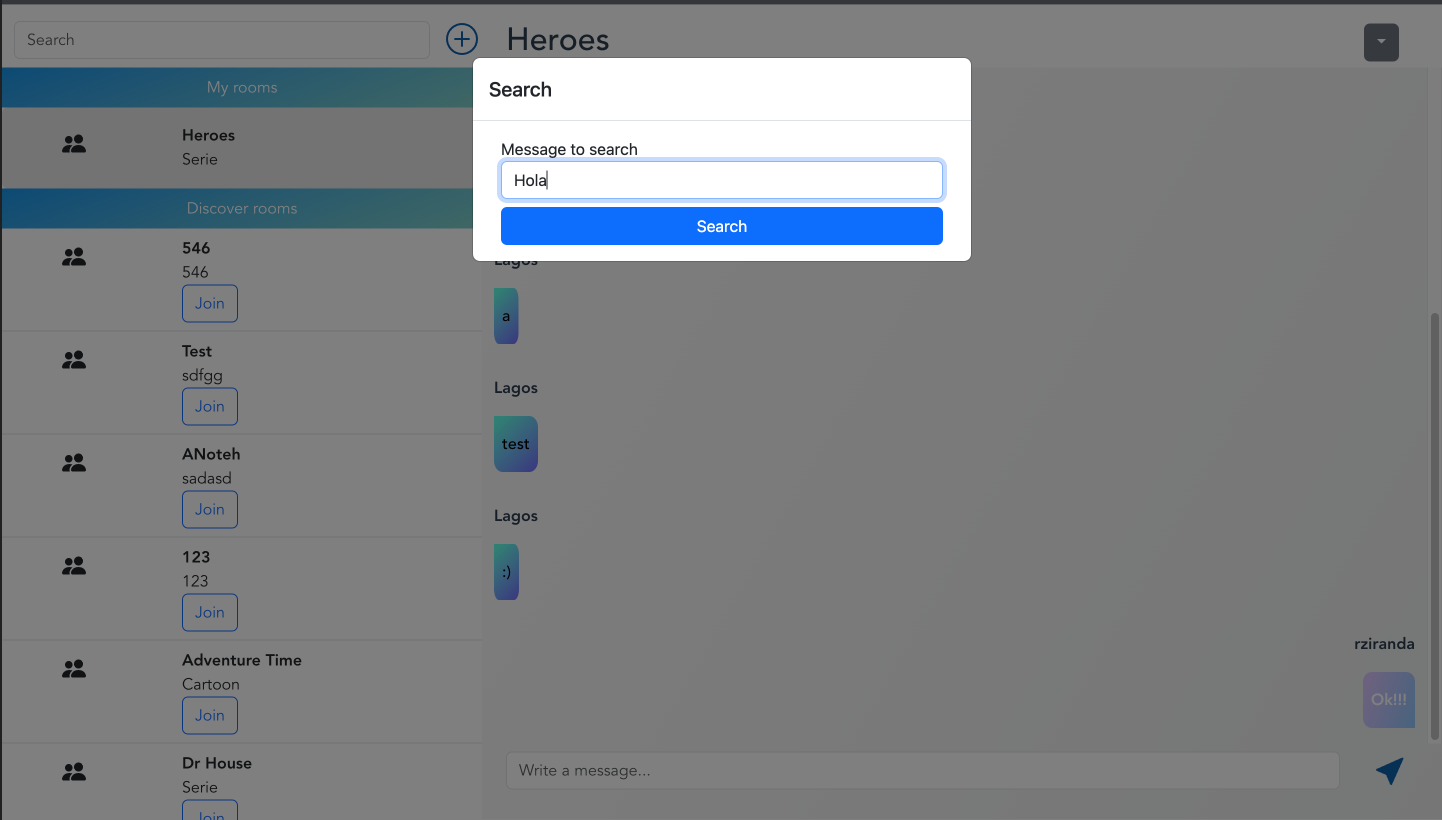 Search
Heroes
My rooms
Heroes
Serie
Discover rooms
546
546
Join
Test
sdfgg
Join
ANoteh
sadasd
Join
123
123
Join
Adventure Time
Cartoon
Join
Dr House
Serie
Join
Search
Message to search
Hola
Search
Lagos
a
Lagos
test
Lagos
:)
rziranda
Ok!!!
Write a message...